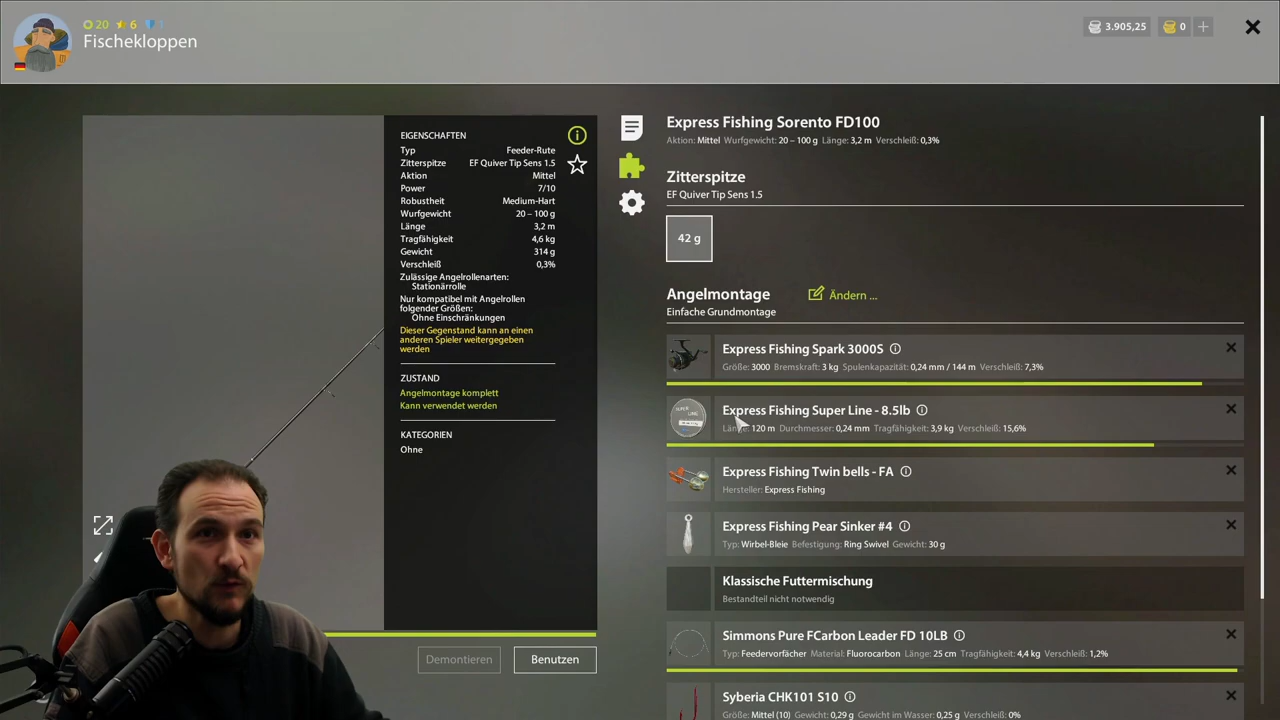 20 6 1
Fischekloppen
3.905,25 0
EIGENSCHAFTEN
Typ Feeder-Rute
Zitterspitze EF Quiver Tip Sens 1.5
Aktion Mittel
Power 7/10
Robustheit Medium-Hart
Wurfgewicht 20 – 100 g
Länge 3,2 m
Tragfähigkeit 4,6 kg
Gewicht 314 g
Verschleiß 0,3%
Zulässige Angelrollenarten:
Stationärrolle
Nur kompatibel mit Angelrollen
folgender Größen:
Ohne Einschränkungen
Dieser Gegenstand kann an einen
anderen Spieler weitergegeben
werden
ZUSTAND
Angelmontage komplett
Kann verwendet werden
KATEGORIEN
Ohne
Demontieren Benutzen
Express Fishing Sorento FD100
Aktion: Mittel Wurfgewicht: 20 – 100 g Länge: 3,2 m Verschleiß: 0,3%
Zitterspitze
EF Quiver Tip Sens 1.5
42 g
Angelmontage Ändern ...
Einfache Grundmontage
Express Fishing Spark 3000S
Größe: 3000 Bremskraft: 3 kg Spulenkapazität: 0,24 mm / 144 m Verschleiß: 7,3%
Express Fishing Super Line - 8.5lb
Länge: 120 m Durchmesser: 0,24 mm Tragfähigkeit: 3,9 kg Verschleiß: 15,6%
Express Fishing Twin bells - FA
Hersteller: Express Fishing
Express Fishing Pear Sinker #4
Typ: Wirbel-Bleie Befestigung: Ring Swivel Gewicht: 30 g
Klassische Futtermischung
Bestandteil nicht notwendig
Simmons Pure FCarbon Leader FD 10LB
Typ: Feedervorfächer Material: Fluorocarbon Länge: 25 cm Tragfähigkeit: 4,4 kg Verschleiß: 1,2%
Syberia CHK101 S10
Größe: Mittel (10) Gewicht: 0,29 g Gewicht im Wasser: 0,25 g Verschleiß: 0%